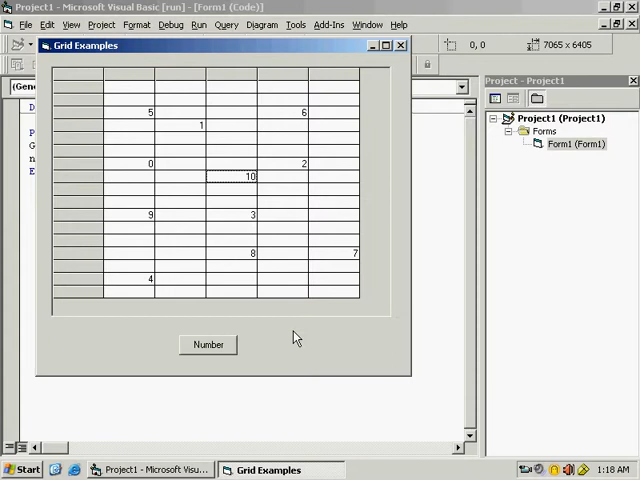 Project1 - Microsoft Visual Basic [run] - [Form1 (Form)]
File Edit View Project Format Debug Run Query Diagram Tools Add-Ins Window Help
0, 0 7065 x 6405
Grid Examples
(Gene
D
P
G
n
E
5 6
1
0 2
10
9 3
8 7
4
Number
Project - Project1
Project1 (Project1)
Forms
Form1 (Form1)
Start Project1 - Microsoft Visu... Grid Examples 1:18 AM